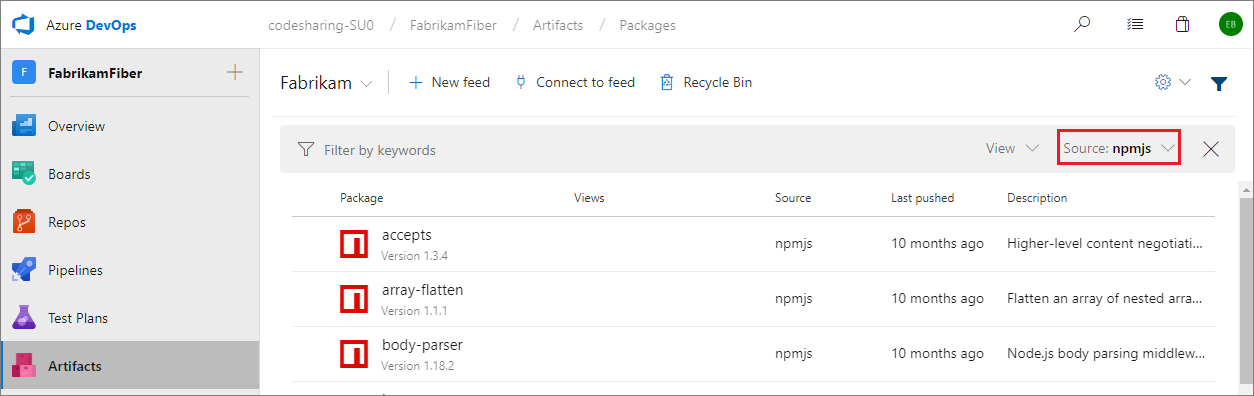 Azure DevOps
codesharing-SU0 / FabrikamFiber / Artifacts / Packages
EB
F FabrikamFiber
Overview
Boards
Repos
Pipelines
Test Plans
Artifacts
Fabrikam
New feed
Connect to feed
Recycle Bin
Filter by keywords
View
Source: npmjs
Package Views Source Last pushed Description
accepts
Version 1.3.4
npmjs 10 months ago Higher-level content negotiati...
array-flatten
Version 1.1.1
npmjs 10 months ago Flatten an array of nested arra...
body-parser
Version 1.18.2
npmjs 10 months ago Node.js body parsing middlew...